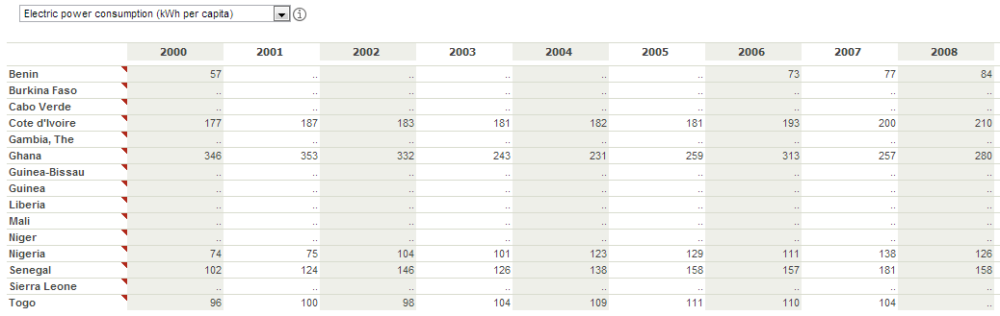 Electric power consumption (kWh per capita)
2000 2001 2002 2003 2004 2005 2006 2007 2008
Benin 57 .. .. .. .. .. 73 77 84
Burkina Faso .. .. .. .. .. .. .. .. ..
Cabo Verde .. .. .. .. .. .. .. .. ..
Cote d'Ivoire 177 187 183 181 182 181 193 200 210
Gambia, The .. .. .. .. .. .. .. .. ..
Ghana 346 353 332 243 231 259 313 257 280
Guinea-Bissau .. .. .. .. .. .. .. .. ..
Guinea .. .. .. .. .. .. .. .. ..
Liberia .. .. .. .. .. .. .. .. ..
Mali .. .. .. .. .. .. .. .. ..
Niger .. .. .. .. .. .. .. .. ..
Nigeria 74 75 104 101 123 129 111 138 126
Senegal 102 124 146 126 138 158 157 181 158
Sierra Leone .. .. .. .. .. .. .. .. ..
Togo 96 100 98 104 109 111 110 104 ..